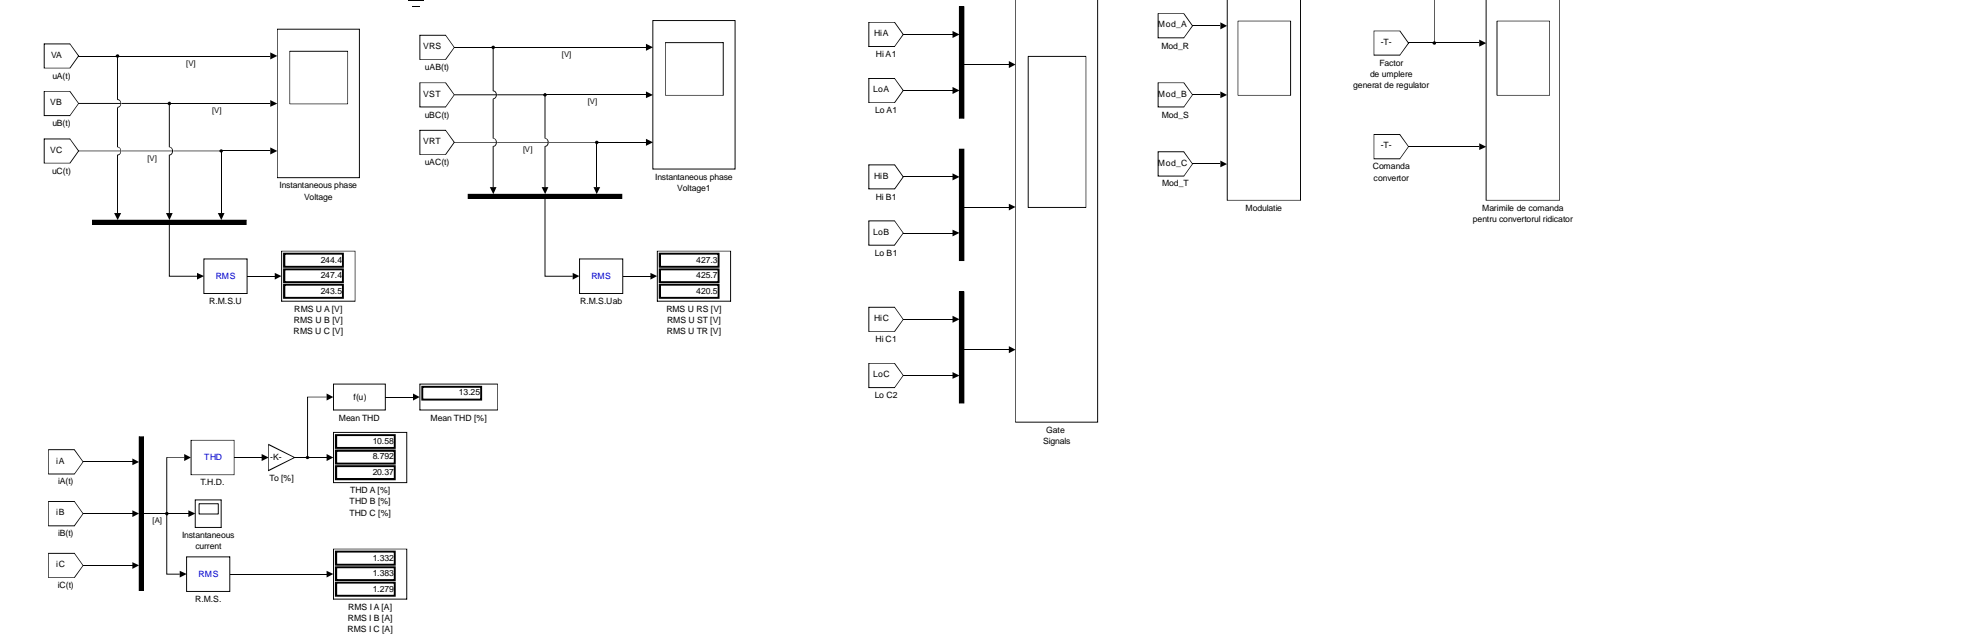 VA
uA(t)
[V]
VB
uB(t)
[V]
VC
uC(t)
[V]
Instantaneous phase
Voltage
RMS
R.M.S.U
244.4
247.4
243.5
RMS U A [V]
RMS U B [V]
RMS U C [V]
VRS
uAB(t)
[V]
VST
uBC(t)
[V]
VRT
uAC(t)
[V]
Instantaneous phase
Voltage1
RMS
R.M.S.Uab
427.3
425.7
420.5
RMS U RS [V]
RMS U ST [V]
RMS U TR [V]
HiA
Hi A1
LoA
Lo A1
HiB
Hi B1
LoB
Lo B1
HiC
Hi C1
LoC
Lo C2
Gate
Signals
Mod_A
Mod_R
Mod_B
Mod_S
Mod_C
Mod_T
Modulatie
-T-
Factor
de umplere
generat de regulator
-T-
Comanda
convertor
Marimile de comanda
pentru convertorul ridicator
f(u)
Mean THD
13.25
Mean THD [%]
iA
iA(t)
iB
iB(t)
iC
iC(t)
[A]
THD
T.H.D.
-K-
To [%]
10.58
8.792
20.37
THD A [%]
THD B [%]
THD C [%]
Instantaneous
current
RMS
R.M.S.
1.332
1.383
1.279
RMS I A [A]
RMS I B [A]
RMS I C [A]